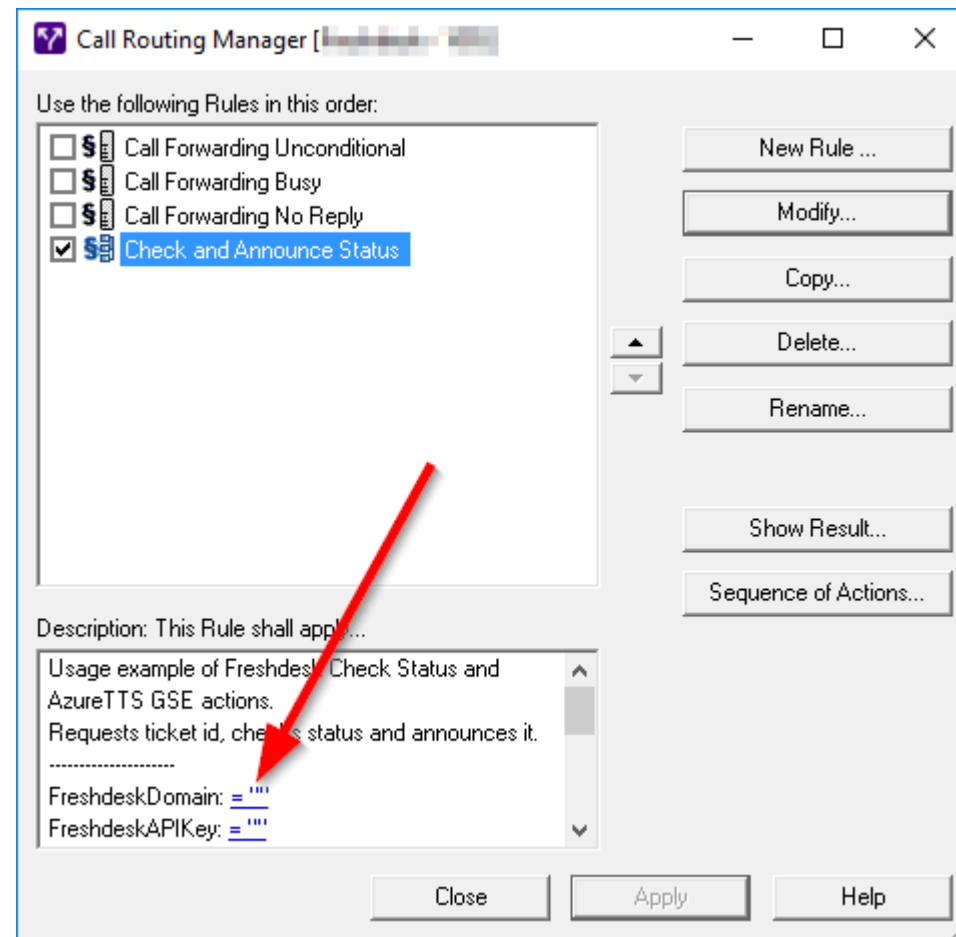 Call Routing Manager [
Use the following Rules in this order:
Call Forwarding Unconditional
Call Forwarding Busy
Call Forwarding No Reply
Check and Announce Status
New Rule ...
Modify...
Copy...
Delete...
Rename...
Show Result...
Sequence of Actions...
Description: This Rule shall apply...
Usage example of Freshdesk Check Status and
AzureTTS GSE actions.
Requests ticket id, checks status and announces it.
--------------------
FreshdeskDomain: = ""
FreshdeskAPIKey: = ""
Close
Apply
Help